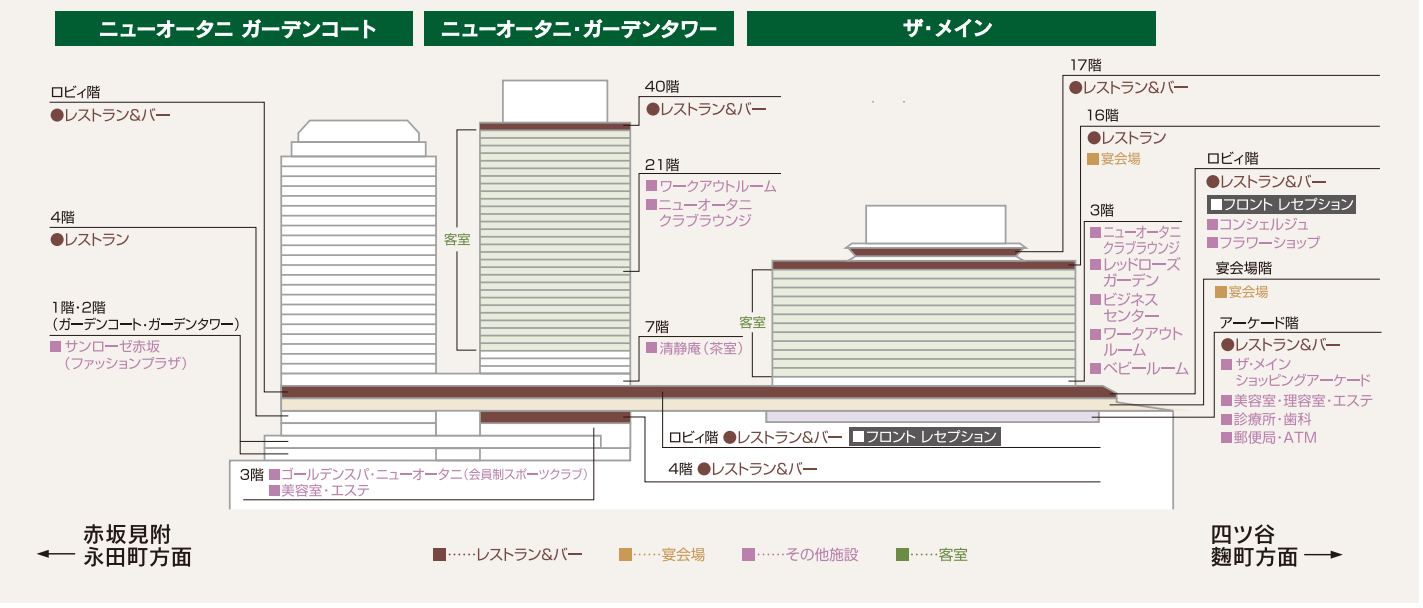 ニューオータニ ガーデンコート
ニューオータニ・ガーデンタワー
ザ・メイン
ロビィ階
●レストラン&バー
4階
●レストラン
1階・2階
(ガーデンコート・ガーデンタワー)
■サンローゼ赤坂
(ファッションプラザ)
客室
40階
●レストラン&バー
21階
■ワークアウトルーム
■ニューオータニ
クラブラウンジ
7階
■清静庵(茶室)
客室
17階
●レストラン&バー
16階
●レストラン
■宴会場
3階
■ニューオータニ
クラブラウンジ
■レッドローズ
ガーデン
■ビジネス
センター
■ワークアウト
ルーム
■ベビールーム
ロビィ階
●レストラン&バー
■フロント レセプション
■コンシェルジュ
■フラワーショップ
宴会場階
■宴会場
アーケード階
●レストラン&バー
■ザ・メイン
ショッピングアーケード
■美容室・理容室・エステ
■診療所・歯科
■郵便局・ATM
ロビィ階 ●レストラン&バー ■フロント レセプション
4階 ●レストラン&バー
3階 ■ゴールデンスパ・ニューオータニ(会員制スポーツクラブ)
■美容室・エステ
赤坂見附
永田町方面
■……レストラン&バー ■……宴会場 ■……その他施設 ■……客室
四ツ谷
麴町方面